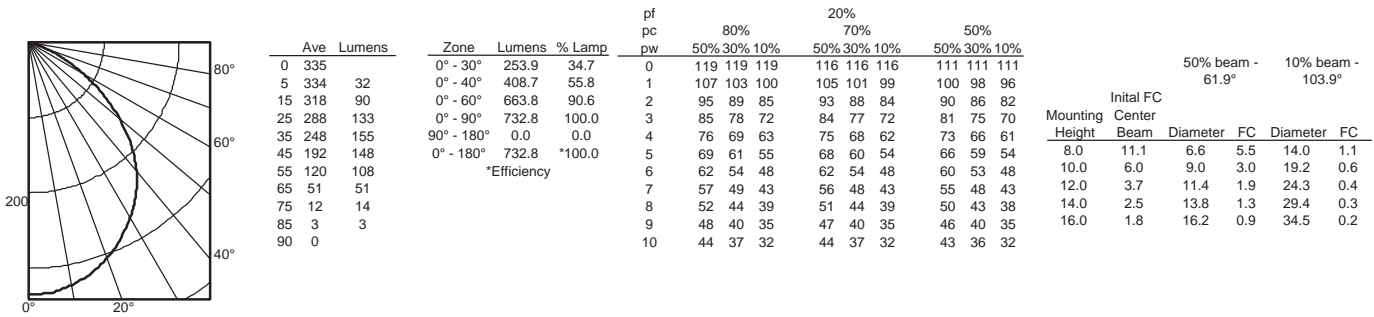 80°
60°
40°
200
0° 20°
Ave Lumens
0 335
5 334 32
15 318 90
25 288 133
35 248 155
45 192 148
55 120 108
65 51 51
75 12 14
85 3 3
90 0
Zone Lumens % Lamp
0° - 30° 253.9 34.7
0° - 40° 408.7 55.8
0° - 60° 663.8 90.6
0° - 90° 732.8 100.0
90° - 180° 0.0 0.0
0° - 180° 732.8 *100.0
*Efficiency
pf 20%
pc 80% 70% 50%
pw 50% 30% 10% 50% 30% 10% 50% 30% 10%
0 119 119 119 116 116 116 111 111 111
1 107 103 100 105 101 99 100 98 96
2 95 89 85 93 88 84 90 86 82
3 85 78 72 84 77 72 81 75 70
4 76 69 63 75 68 62 73 66 61
5 69 61 55 68 60 54 66 59 54
6 62 54 48 62 54 48 60 53 48
7 57 49 43 56 48 43 55 48 43
8 52 44 39 51 44 39 50 43 38
9 48 40 35 47 40 35 46 40 35
10 44 37 32 44 37 32 43 36 32
50% beam - 10% beam -
61.9° 103.9°
Inital FC
Mounting Center
Height Beam Diameter FC Diameter FC
8.0 11.1 6.6 5.5 14.0 1.1
10.0 6.0 9.0 3.0 19.2 0.6
12.0 3.7 11.4 1.9 24.3 0.4
14.0 2.5 13.8 1.3 29.4 0.3
16.0 1.8 16.2 0.9 34.5 0.2